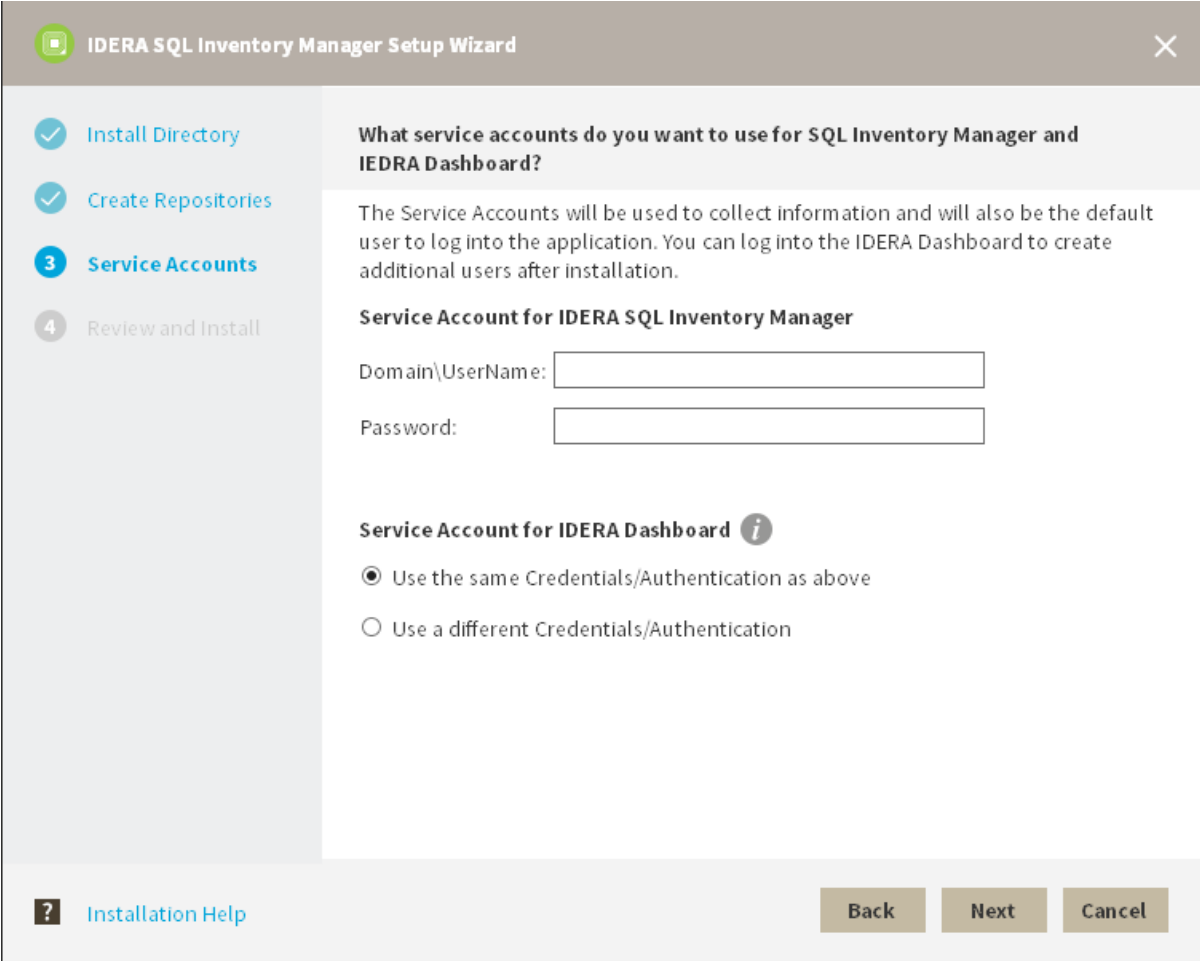 IDERA SQL Inventory Manager Setup Wizard
Install Directory
Create Repositories
3 Service Accounts
4 Review and Install
What service accounts do you want to use for SQL Inventory Manager and
IEDRA Dashboard?
The Service Accounts will be used to collect information and will also be the default
user to log into the application. You can log into the IDERA Dashboard to create
additional users after installation.
Service Account for IDERA SQL Inventory Manager
Domain\UserName:
Password:
Service Account for IDERA Dashboard i
Use the same Credentials/Authentication as above
Use a different Credentials/Authentication
? Installation Help
Back Next Cancel